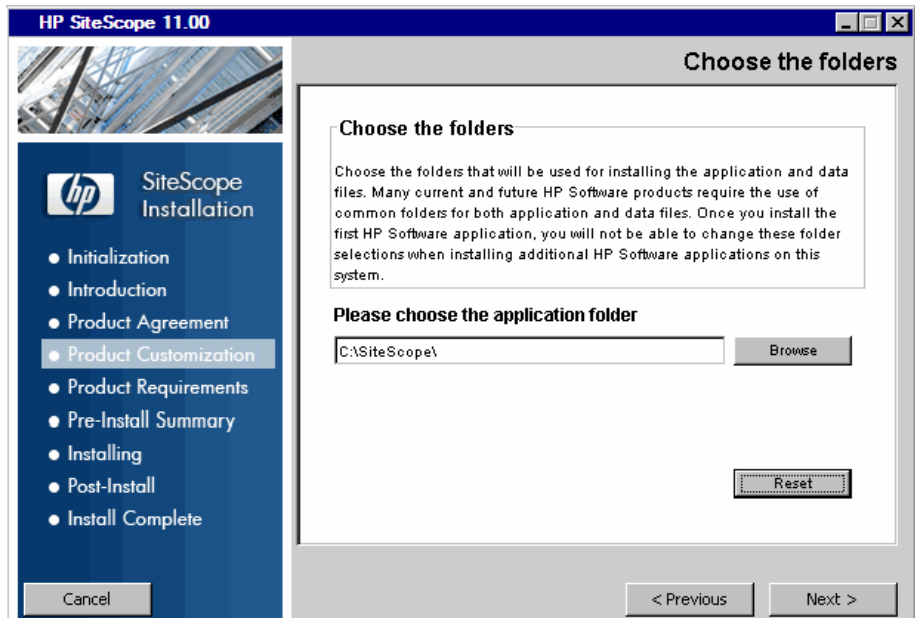 HP SiteScope 11.00
Choose the folders
hp
SiteScope
Installation
Initialization
Introduction
Product Agreement
Product Customization
Product Requirements
Pre-Install Summary
Installing
Post-Install
Install Complete
Choose the folders
Choose the folders that will be used for installing the application and data
files. Many current and future HP Software products require the use of
common folders for both application and data files. Once you install the
first HP Software application, you will not be able to change these folder
selections when installing additional HP Software applications on this
system.
Please choose the application folder
C:\SiteScope\
Browse
Reset
Cancel
< Previous
Next >